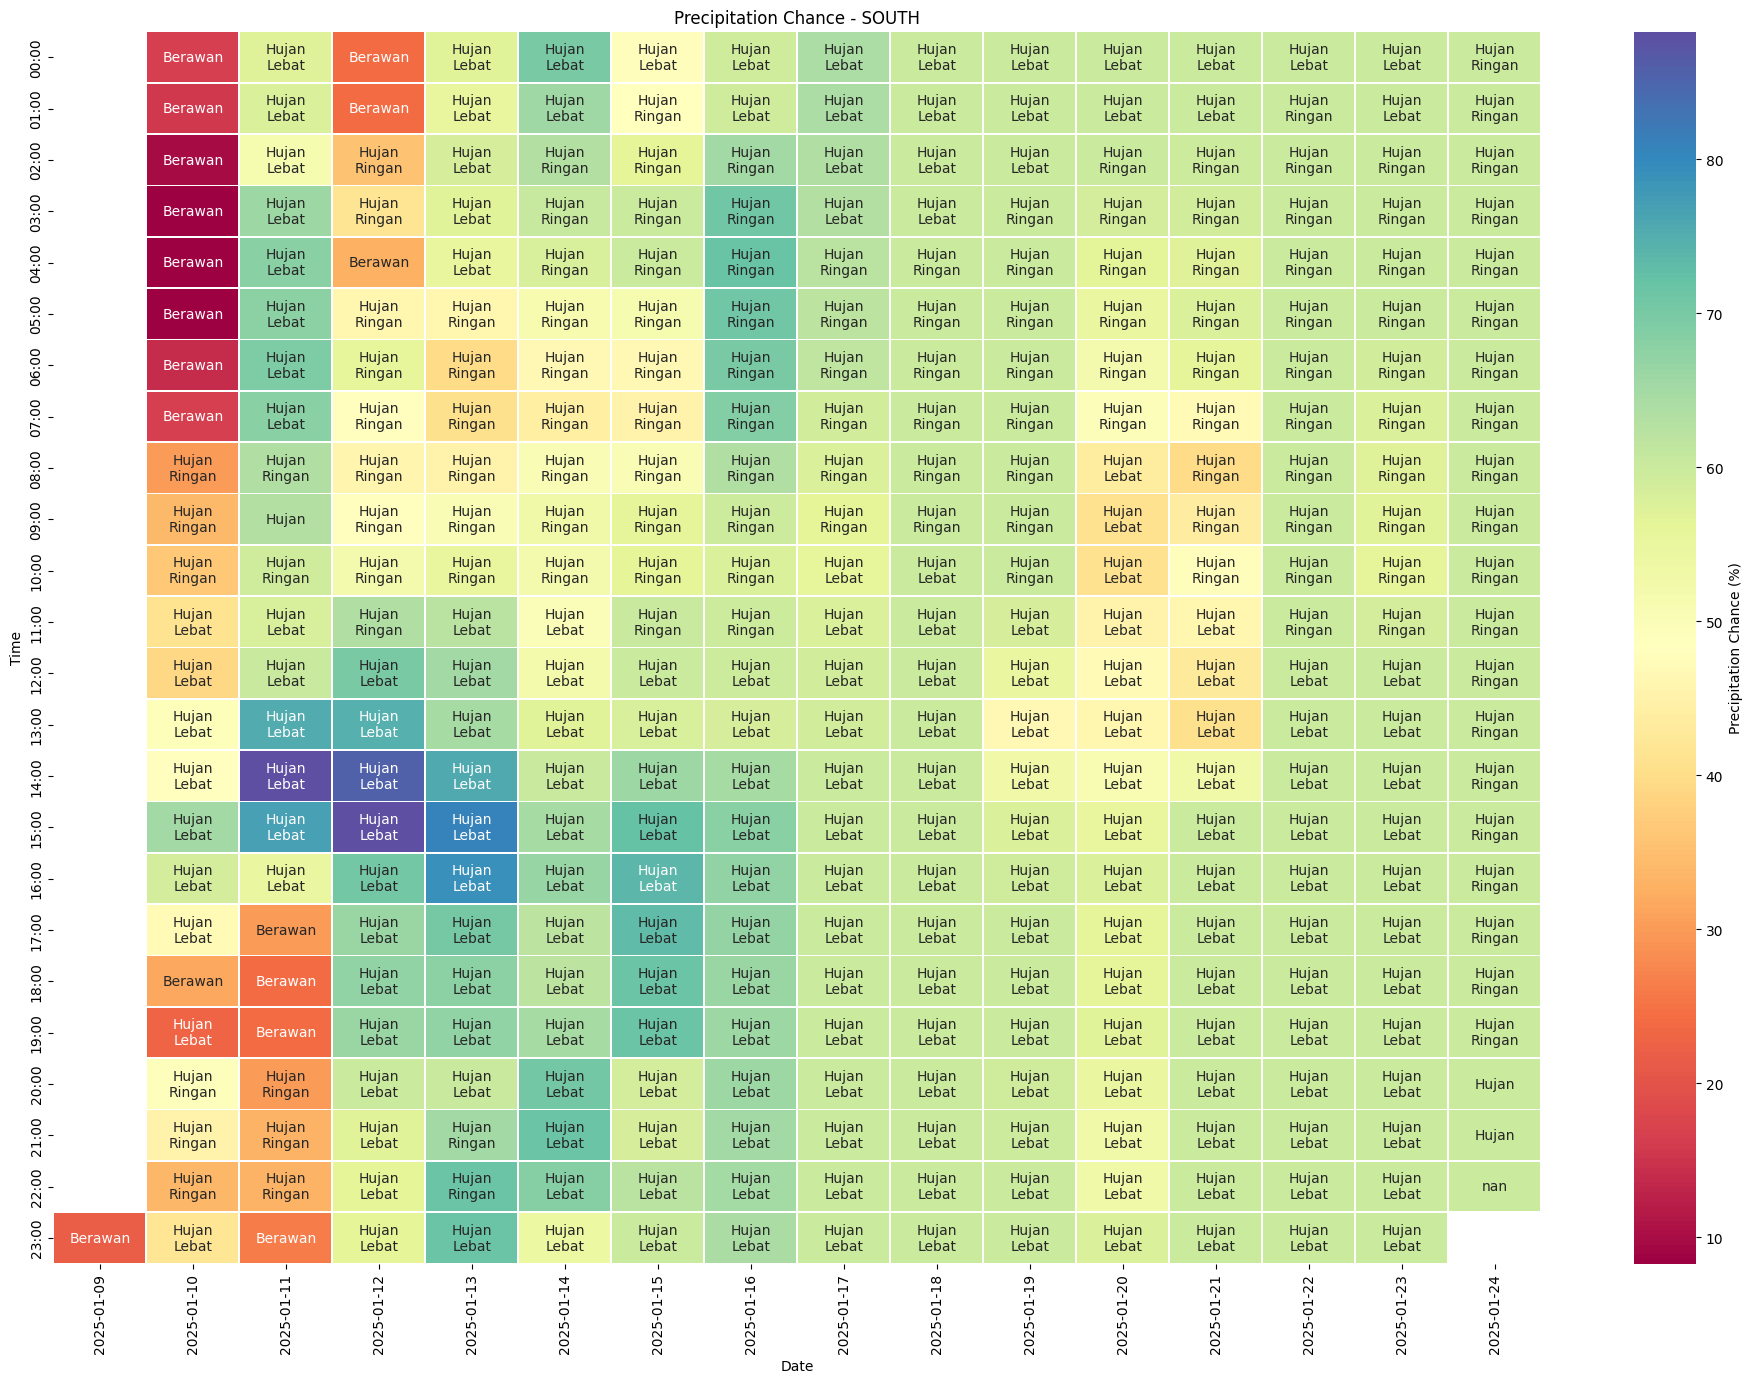 Precipitation Chance - SOUTH
00:00 Berawan Hujan Lebat Berawan Hujan Lebat Hujan Lebat Hujan Lebat Hujan Lebat Hujan Lebat Hujan Lebat Hujan Lebat Hujan Lebat Hujan Lebat Hujan Lebat Hujan Lebat Hujan Ringan
01:00 Berawan Hujan Lebat Berawan Hujan Lebat Hujan Lebat Hujan Ringan Hujan Lebat Hujan Lebat Hujan Lebat Hujan Lebat Hujan Lebat Hujan Lebat Hujan Ringan Hujan Lebat Hujan Ringan
02:00 Berawan Hujan Lebat Hujan Ringan Hujan Lebat Hujan Ringan Hujan Ringan Hujan Ringan Hujan Lebat Hujan Lebat Hujan Lebat Hujan Ringan Hujan Ringan Hujan Ringan Hujan Ringan Hujan Ringan
03:00 Berawan Hujan Lebat Hujan Ringan Hujan Lebat Hujan Ringan Hujan Ringan Hujan Ringan Hujan Lebat Hujan Lebat Hujan Ringan Hujan Ringan Hujan Ringan Hujan Ringan Hujan Ringan Hujan Ringan
04:00 Berawan Hujan Lebat Berawan Hujan Lebat Hujan Ringan Hujan Ringan Hujan Ringan Hujan Ringan Hujan Ringan Hujan Ringan Hujan Ringan Hujan Ringan Hujan Ringan Hujan Ringan Hujan Ringan
05:00 Berawan Hujan Lebat Hujan Ringan Hujan Ringan Hujan Ringan Hujan Ringan Hujan Ringan Hujan Ringan Hujan Ringan Hujan Ringan Hujan Ringan Hujan Ringan Hujan Ringan Hujan Ringan Hujan Ringan
06:00 Berawan Hujan Lebat Hujan Ringan Hujan Ringan Hujan Ringan Hujan Ringan Hujan Ringan Hujan Ringan Hujan Ringan Hujan Ringan Hujan Ringan Hujan Ringan Hujan Ringan Hujan Ringan Hujan Ringan
07:00 Berawan Hujan Lebat Hujan Ringan Hujan Ringan Hujan Ringan Hujan Ringan Hujan Ringan Hujan Ringan Hujan Ringan Hujan Ringan Hujan Ringan Hujan Ringan Hujan Ringan Hujan Ringan Hujan Ringan
08:00 Hujan Ringan Hujan Ringan Hujan Ringan Hujan Ringan Hujan Ringan Hujan Ringan Hujan Ringan Hujan Ringan Hujan Ringan Hujan Ringan Hujan Lebat Hujan Ringan Hujan Ringan Hujan Ringan Hujan Ringan
09:00 Hujan Ringan Hujan Hujan Ringan Hujan Ringan Hujan Ringan Hujan Ringan Hujan Ringan Hujan Ringan Hujan Ringan Hujan Ringan Hujan Lebat Hujan Ringan Hujan Ringan Hujan Ringan Hujan Ringan
10:00 Hujan Ringan Hujan Ringan Hujan Ringan Hujan Ringan Hujan Ringan Hujan Ringan Hujan Ringan Hujan Lebat Hujan Lebat Hujan Ringan Hujan Lebat Hujan Ringan Hujan Ringan Hujan Ringan Hujan Ringan
11:00 Hujan Lebat Hujan Lebat Hujan Ringan Hujan Lebat Hujan Lebat Hujan Ringan Hujan Ringan Hujan Lebat Hujan Lebat Hujan Lebat Hujan Lebat Hujan Lebat Hujan Ringan Hujan Ringan Hujan Ringan
12:00 Hujan Lebat Hujan Lebat Hujan Lebat Hujan Lebat Hujan Lebat Hujan Lebat Hujan Lebat Hujan Lebat Hujan Lebat Hujan Lebat Hujan Lebat Hujan Lebat Hujan Lebat Hujan Lebat Hujan Ringan
13:00 Hujan Lebat Hujan Lebat Hujan Lebat Hujan Lebat Hujan Lebat Hujan Lebat Hujan Lebat Hujan Lebat Hujan Lebat Hujan Lebat Hujan Lebat Hujan Lebat Hujan Lebat Hujan Lebat Hujan Ringan
14:00 Hujan Lebat Hujan Lebat Hujan Lebat Hujan Lebat Hujan Lebat Hujan Lebat Hujan Lebat Hujan Lebat Hujan Lebat Hujan Lebat Hujan Lebat Hujan Lebat Hujan Lebat Hujan Lebat Hujan Ringan
15:00 Hujan Lebat Hujan Lebat Hujan Lebat Hujan Lebat Hujan Lebat Hujan Lebat Hujan Lebat Hujan Lebat Hujan Lebat Hujan Lebat Hujan Lebat Hujan Lebat Hujan Lebat Hujan Lebat Hujan Ringan
16:00 Hujan Lebat Hujan Lebat Hujan Lebat Hujan Lebat Hujan Lebat Hujan Lebat Hujan Lebat Hujan Lebat Hujan Lebat Hujan Lebat Hujan Lebat Hujan Lebat Hujan Lebat Hujan Lebat Hujan Ringan
17:00 Hujan Lebat Berawan Hujan Lebat Hujan Lebat Hujan Lebat Hujan Lebat Hujan Lebat Hujan Lebat Hujan Lebat Hujan Lebat Hujan Lebat Hujan Lebat Hujan Lebat Hujan Lebat Hujan Ringan
18:00 Berawan Berawan Hujan Lebat Hujan Lebat Hujan Lebat Hujan Lebat Hujan Lebat Hujan Lebat Hujan Lebat Hujan Lebat Hujan Lebat Hujan Lebat Hujan Lebat Hujan Lebat Hujan Ringan
19:00 Hujan Lebat Berawan Hujan Lebat Hujan Lebat Hujan Lebat Hujan Lebat Hujan Lebat Hujan Lebat Hujan Lebat Hujan Lebat Hujan Lebat Hujan Lebat Hujan Lebat Hujan Lebat Hujan Ringan
20:00 Hujan Ringan Hujan Ringan Hujan Lebat Hujan Lebat Hujan Lebat Hujan Lebat Hujan Lebat Hujan Lebat Hujan Lebat Hujan Lebat Hujan Lebat Hujan Lebat Hujan Lebat Hujan Lebat Hujan
21:00 Hujan Ringan Hujan Ringan Hujan Lebat Hujan Ringan Hujan Lebat Hujan Lebat Hujan Lebat Hujan Lebat Hujan Lebat Hujan Lebat Hujan Lebat Hujan Lebat Hujan Lebat Hujan Lebat Hujan
22:00 Hujan Ringan Hujan Ringan Hujan Lebat Hujan Ringan Hujan Lebat Hujan Lebat Hujan Lebat Hujan Lebat Hujan Lebat Hujan Lebat Hujan Lebat Hujan Lebat Hujan Lebat Hujan Lebat nan
23:00 Berawan Hujan Lebat Berawan Hujan Lebat Hujan Lebat Hujan Lebat Hujan Lebat Hujan Lebat Hujan Lebat Hujan Lebat Hujan Lebat Hujan Lebat Hujan Lebat Hujan Lebat Hujan Lebat
Time
2025-01-09 2025-01-10 2025-01-11 2025-01-12 2025-01-13 2025-01-14 2025-01-15 2025-01-16 2025-01-17 2025-01-18 2025-01-19 2025-01-20 2025-01-21 2025-01-22 2025-01-23 2025-01-24
Date
80
70
60
50
40
30
20
10
Precipitation Chance (%)